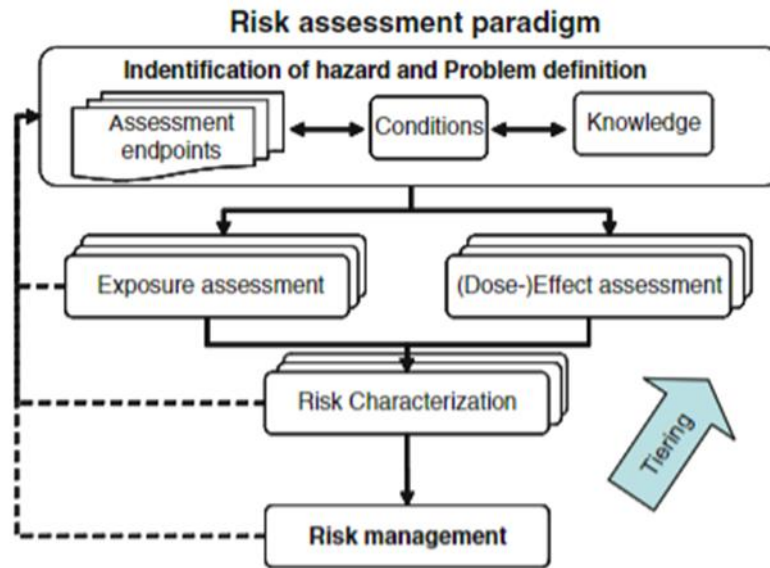 Risk assessment paradigm
Indentification of hazard and Problem definition
Assessment
endpoints
Conditions
Knowledge
Exposure assessment
(Dose-)Effect assessment
Risk Characterization
Tiering
Risk management